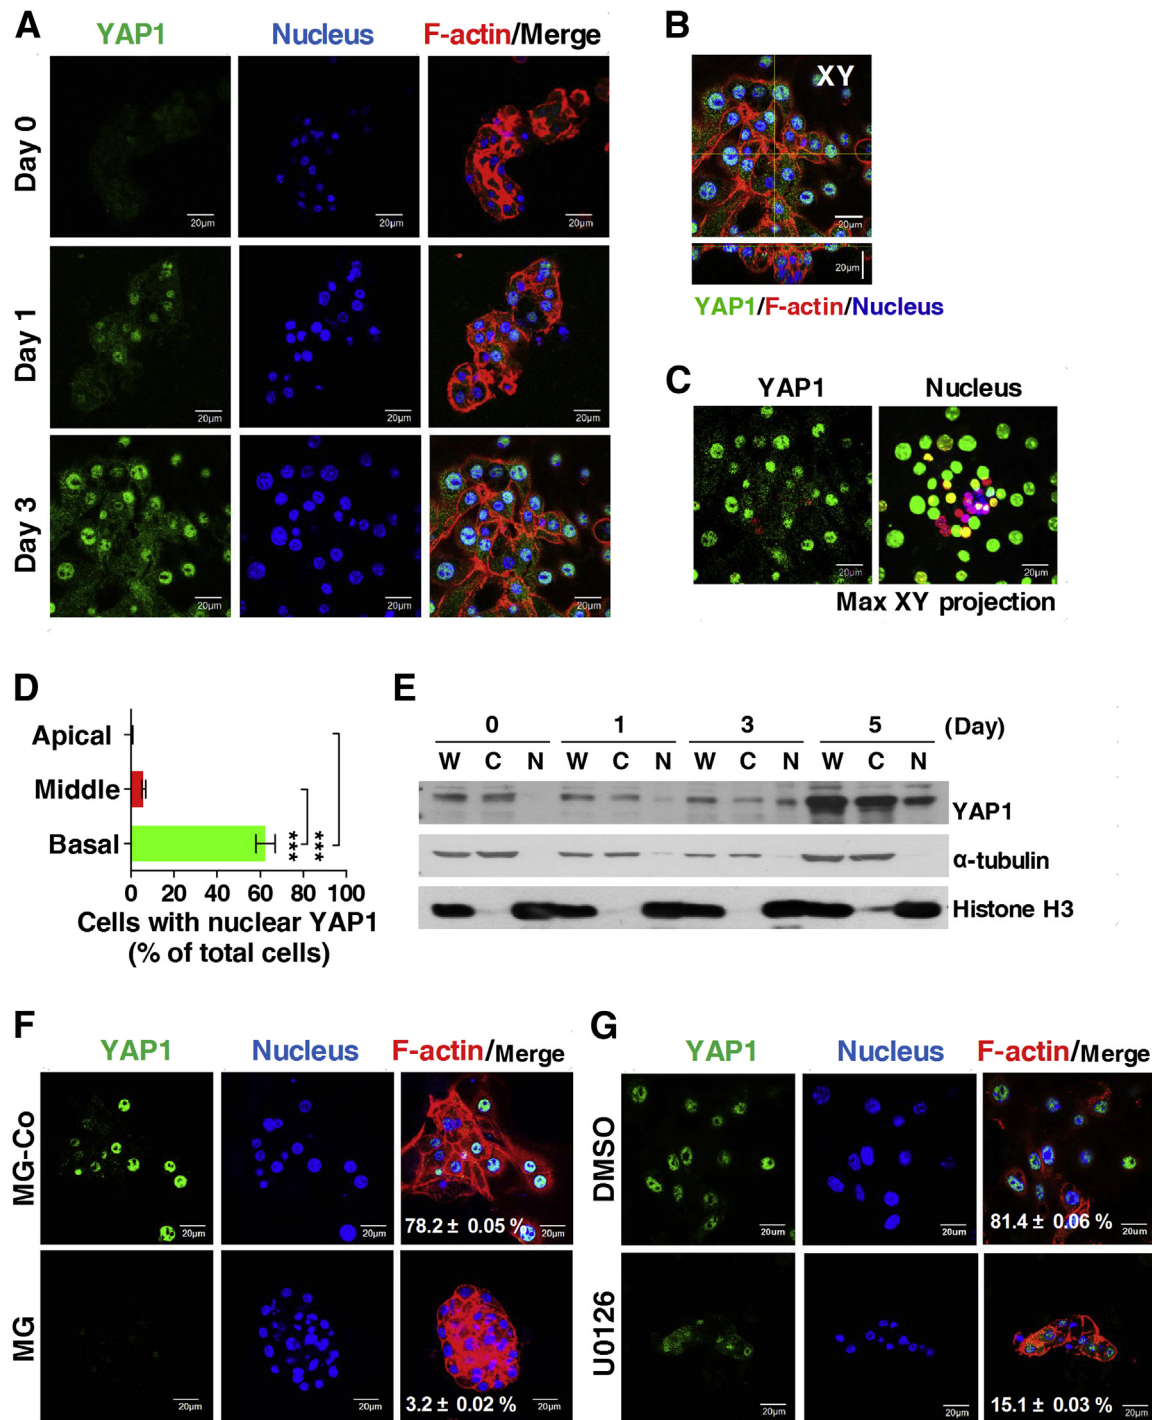 A
YAP1 Nucleus F-actin/Merge
Day 0
20µm 20µm 20µm
Day 1
20µm 20µm 20µm
Day 3
20µm 20µm 20µm
B
XY
20µm
20µm
YAP1/F-actin/Nucleus
C
YAP1 Nucleus
20µm 20µm
Max XY projection
D
Apical
Middle
Basal
*** ***
0 20 40 60 80 100
Cells with nuclear YAP1
(% of total cells)
E
0 1 3 5 (Day)
W C N W C N W C N W C N
YAP1
α-tubulin
Histone H3
F
YAP1 Nucleus F-actin/Merge
MG-Co
78.2 ± 0.05 %
20µm 20µm 20µm
MG
3.2 ± 0.02 %
20µm 20µm 20µm
G
YAP1 Nucleus F-actin/Merge
DMSO
81.4 ± 0.06 %
20um 20um 20um
U0126
15.1 ± 0.03 %
20µm 20µm 20µm